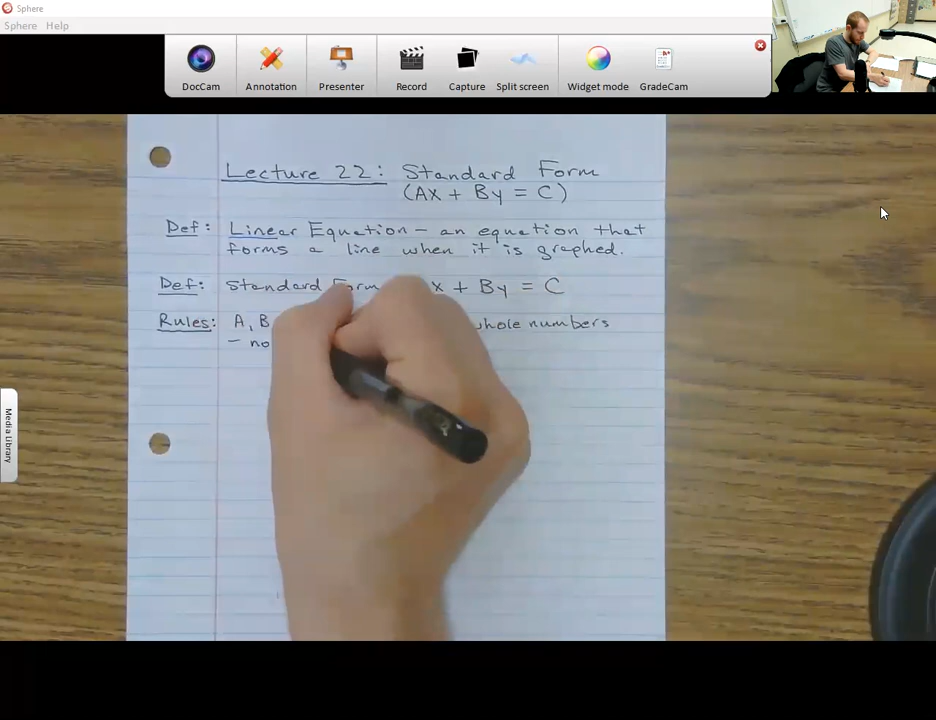 Sphere
Sphere Help
DocCam Annotation Presenter Record Capture Split screen Widget mode GradeCam
Lecture 22: Standard Form
(Ax + By = C)
Def: Linear Equation – an equation that
forms a line when it is graphed.
Def: Standard Form x + By = C
Rules: A, B whole numbers
– no
Media Library